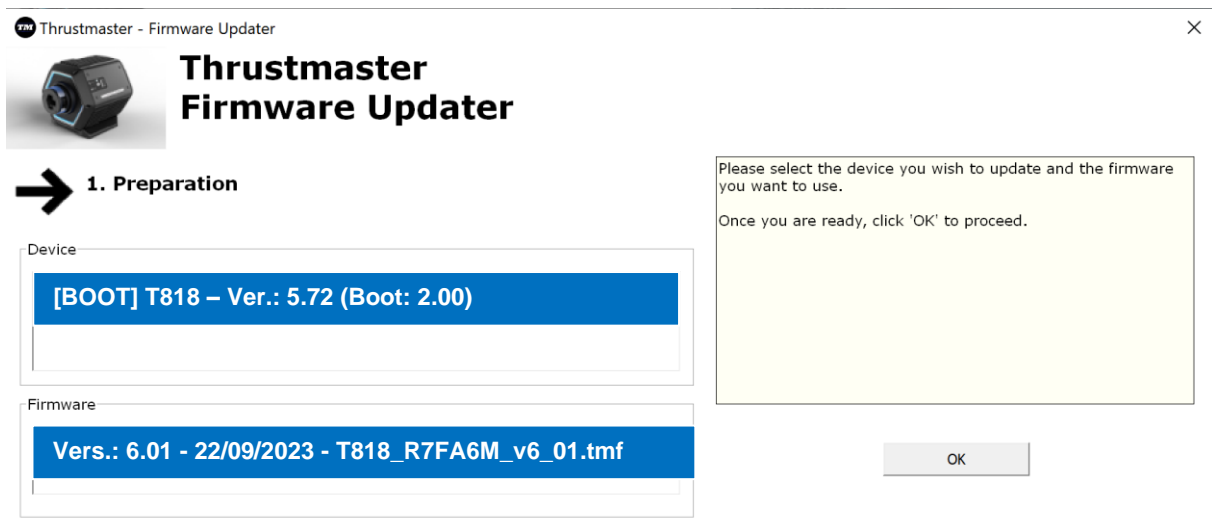 TM Thrustmaster - Firmware Updater
Thrustmaster
Firmware Updater
1. Preparation
Please select the device you wish to update and the firmware
you want to use.
Once you are ready, click 'OK' to proceed.
Device
[BOOT] T818 – Ver.: 5.72 (Boot: 2.00)
Firmware
Vers.: 6.01 - 22/09/2023 - T818_R7FA6M_v6_01.tmf
OK